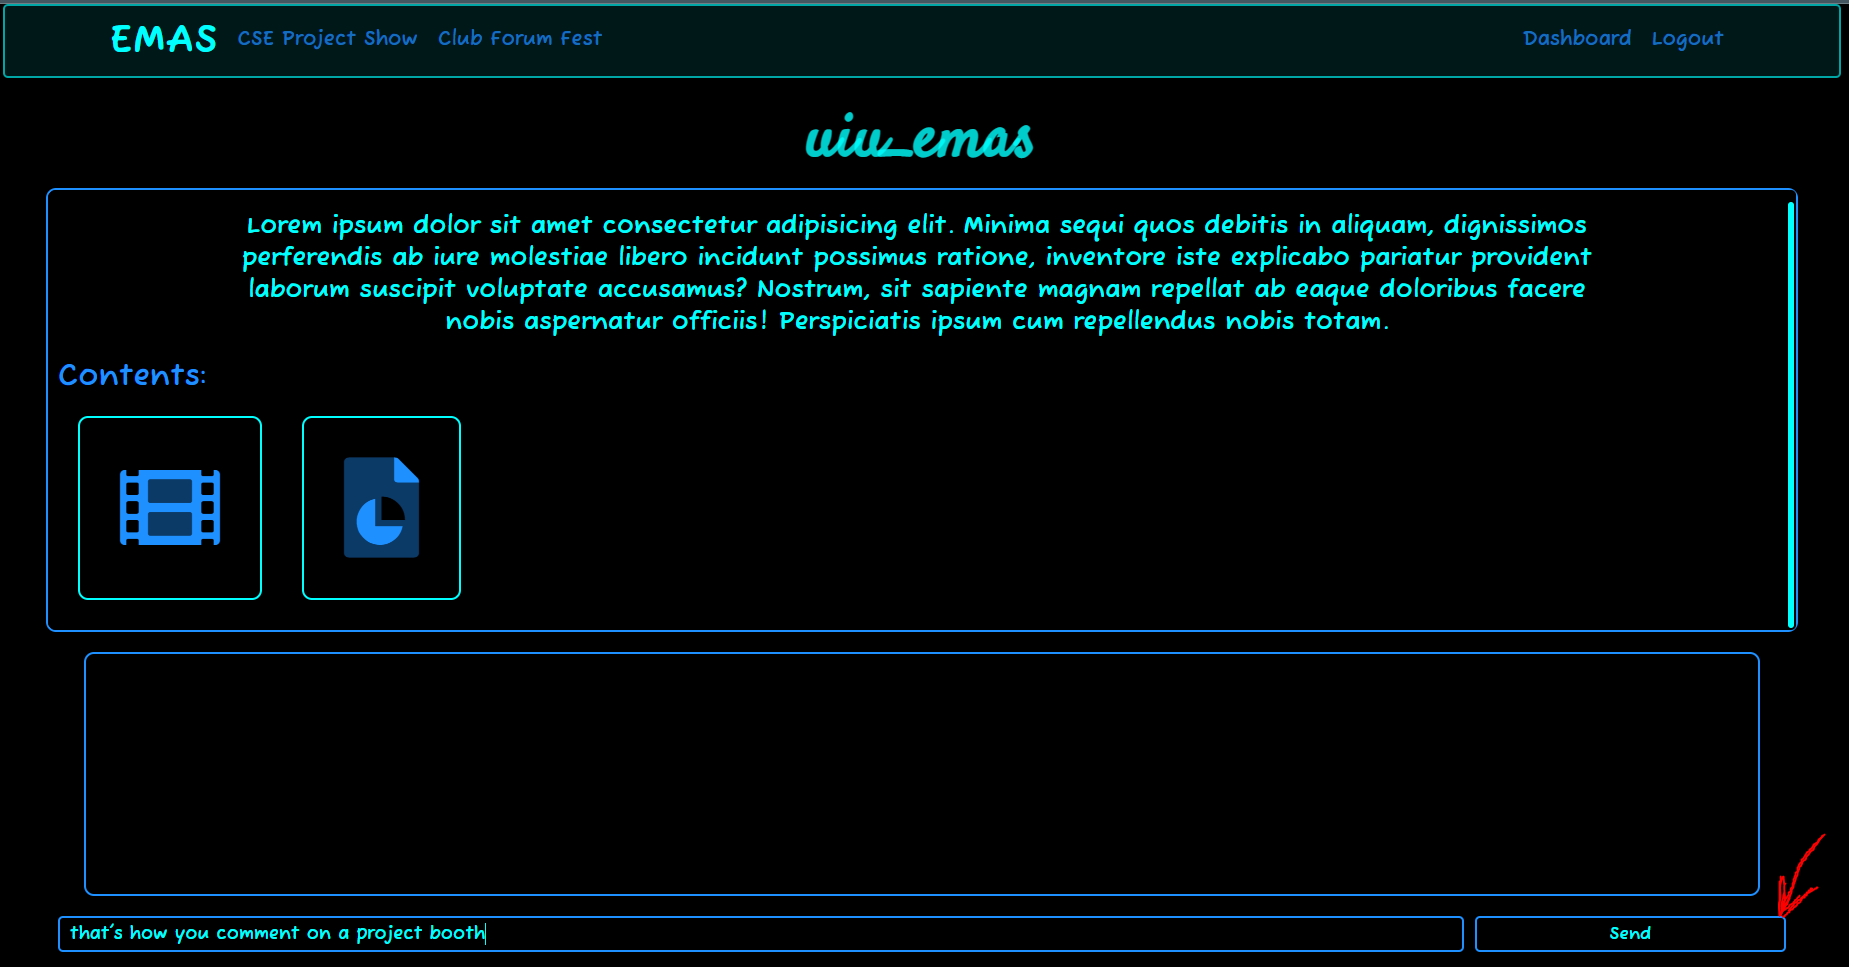 EMAS CSE Project Show Club Forum Fest Dashboard Logout
uiu_emas
Lorem ipsum dolor sit amet consectetur adipisicing elit. Minima sequi quos debitis in aliquam, dignissimos
perferendis ab iure molestiae libero incidunt possimus ratione, inventore iste explicabo pariatur provident
laborum suscipit voluptate accusamus? Nostrum, sit sapiente magnam repellat ab eaque doloribus facere
nobis aspernatur officiis! Perspiciatis ipsum cum repellendus nobis totam.
Contents:
that's how you comment on a project booth
Send